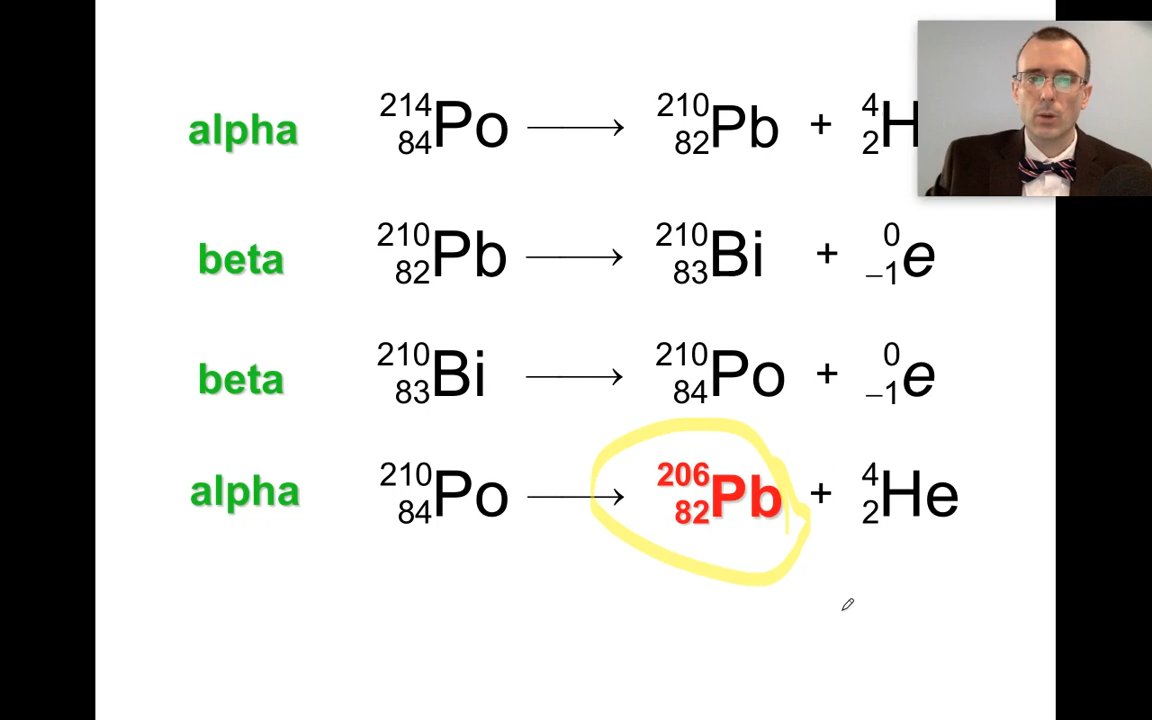 alpha ²¹⁴₈₄Po ⟶ ²¹⁰₈₂Pb + ⁴₂H
beta ²¹⁰₈₂Pb ⟶ ²¹⁰₈₃Bi + ⁰₋₁e
beta ²¹⁰₈₃Bi ⟶ ²¹⁰₈₄Po + ⁰₋₁e
alpha ²¹⁰₈₄Po ⟶ ²⁰⁶₈₂Pb + ⁴₂He